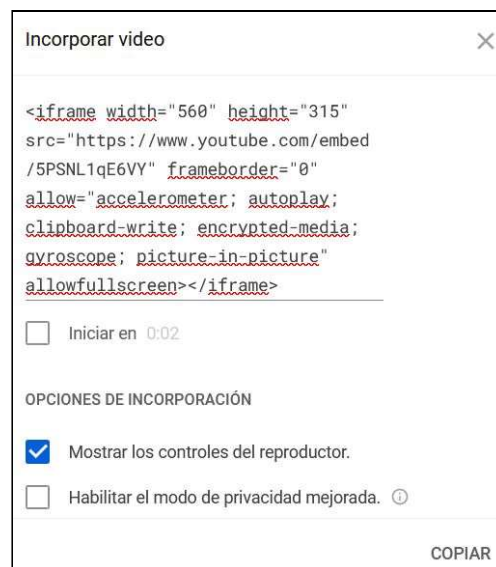 Incorporar video
<iframe width="560" height="315"
src="https://www.youtube.com/embed
/5PSNL1qE6VY" frameborder="0"
allow="accelerometer; autoplay;
clipboard-write; encrypted-media;
gyroscope; picture-in-picture"
allowfullscreen></iframe>
Iniciar en 0:02
OPCIONES DE INCORPORACIÓN
Mostrar los controles del reproductor.
Habilitar el modo de privacidad mejorada.
COPIAR